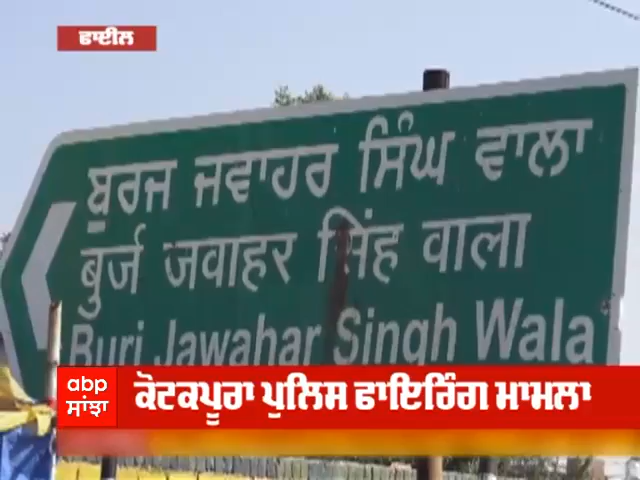 ਫਾਈਲ
ਬੁਰਜ ਜਵਾਹਰ ਸਿੰਘ ਵਾਲਾ
बुर्ज जवाहर सिंह वाला
Burj Jawahar Singh Wala
abp
ਸਾਂਝਾ
ਕੋਟਕਪੂਰਾ ਪੁਲਿਸ ਫਾਇਰਿੰਗ ਮਾਮਲਾ